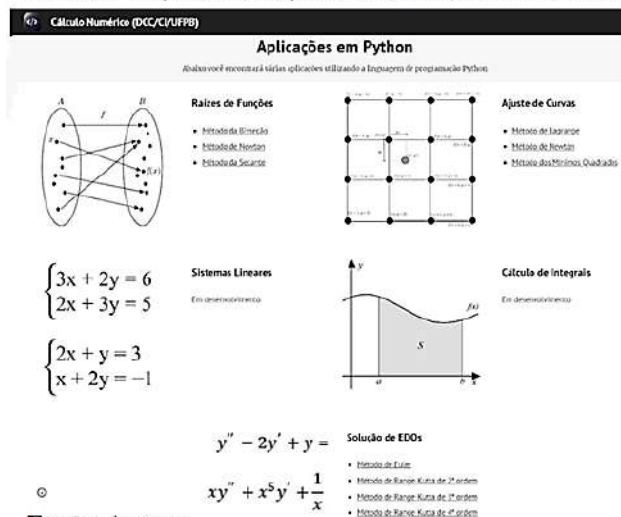 Cálculo Numérico (DCC/CI/UFPB)
Aplicações em Python
Abaixo você encontrará várias aplicações utilizando a linguagem de programação Python
A
B
f
x
f(x)
Raízes de Funções
Método da Bisseção
Método de Newton
Método da Secante
Ajuste de Curvas
Método de Lagrange
Método de Newton
Método dos Mínimos Quadrados
3x + 2y = 6
2x + 3y = 5
2x + y = 3
x + 2y = −1
Sistemas Lineares
Em desenvolvimento
y
f(x)
S
a
b
x
Cálculo de Integrais
Em desenvolvimento
y″ − 2y′ + y =
xy″ + x⁵y′ + 1/x
Solução de EDOs
Método de Euler
Método de Range Kutta de 2ª ordem
Método de Range Kutta de 3ª ordem
Método de Range Kutta de 4ª ordem